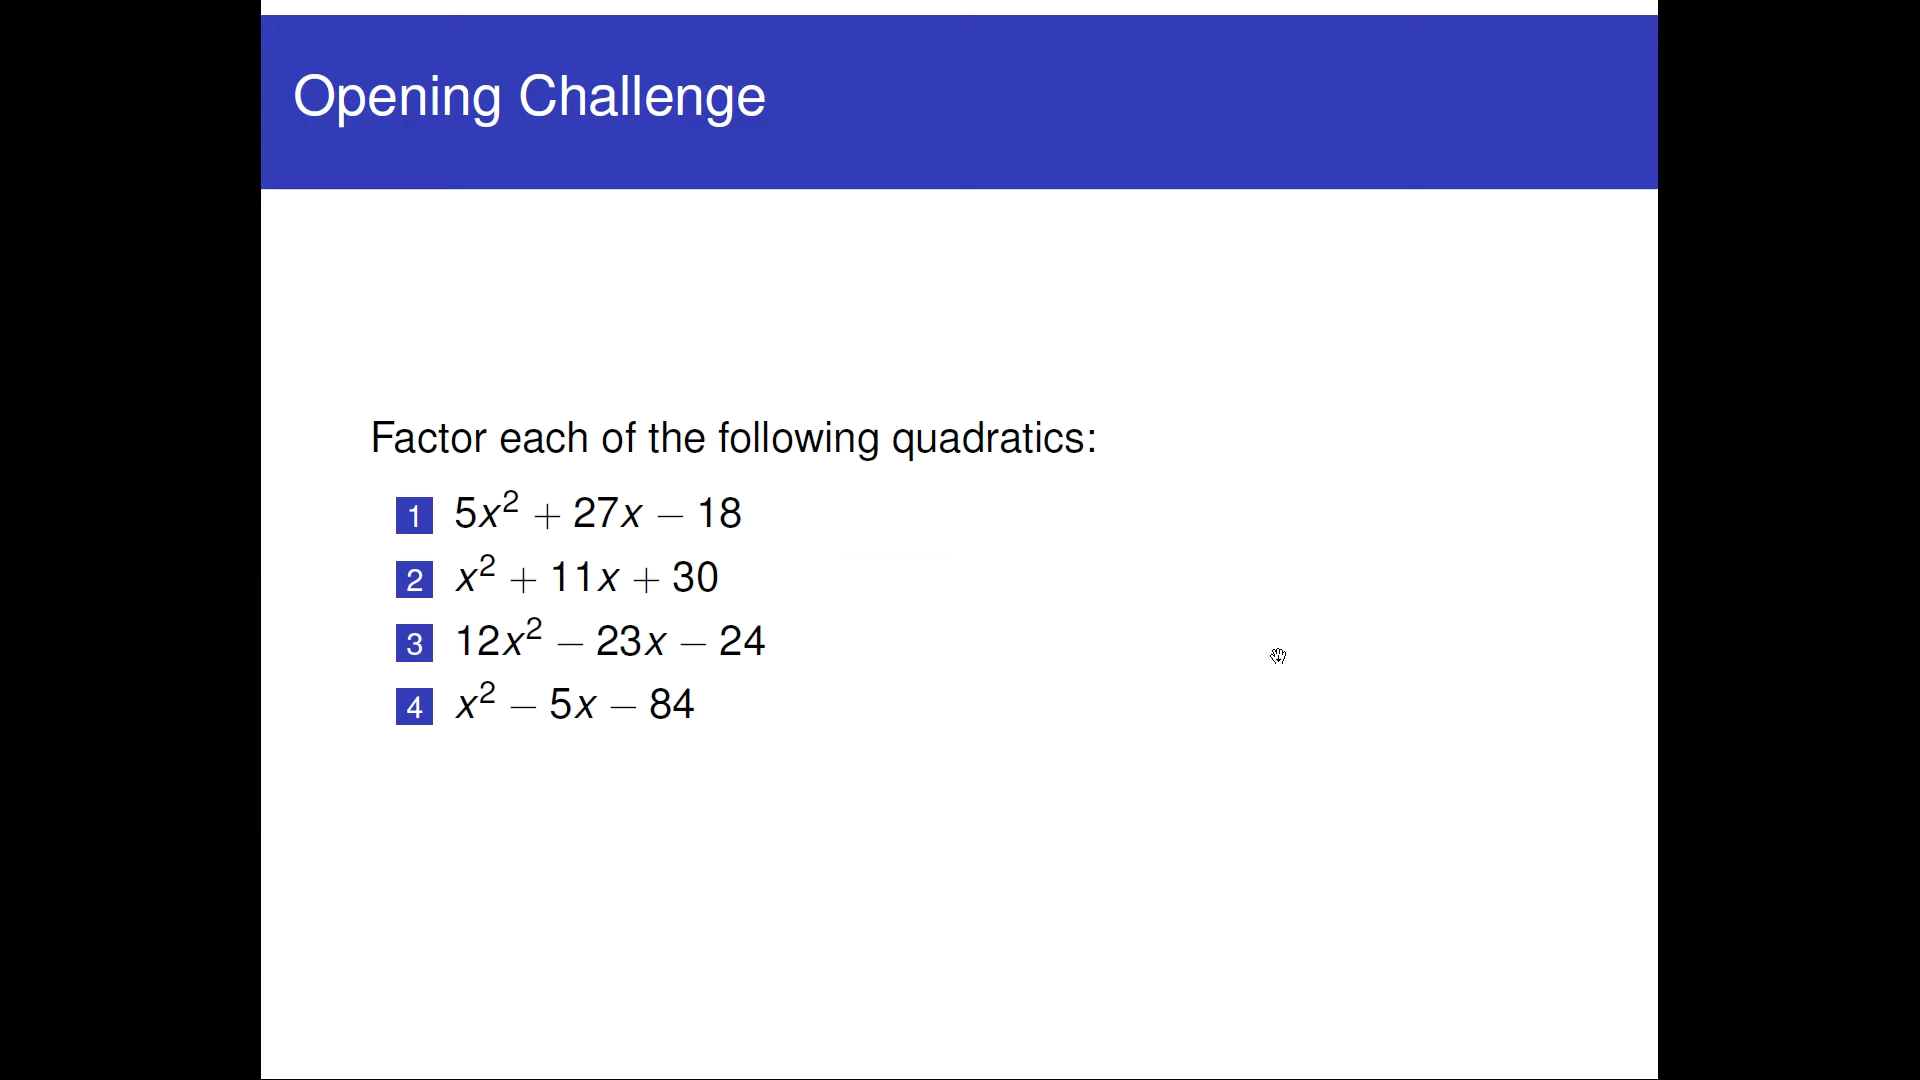 Opening Challenge
Factor each of the following quadratics:
1 5x² + 27x − 18
2 x² + 11x + 30
3 12x² − 23x − 24
4 x² − 5x − 84